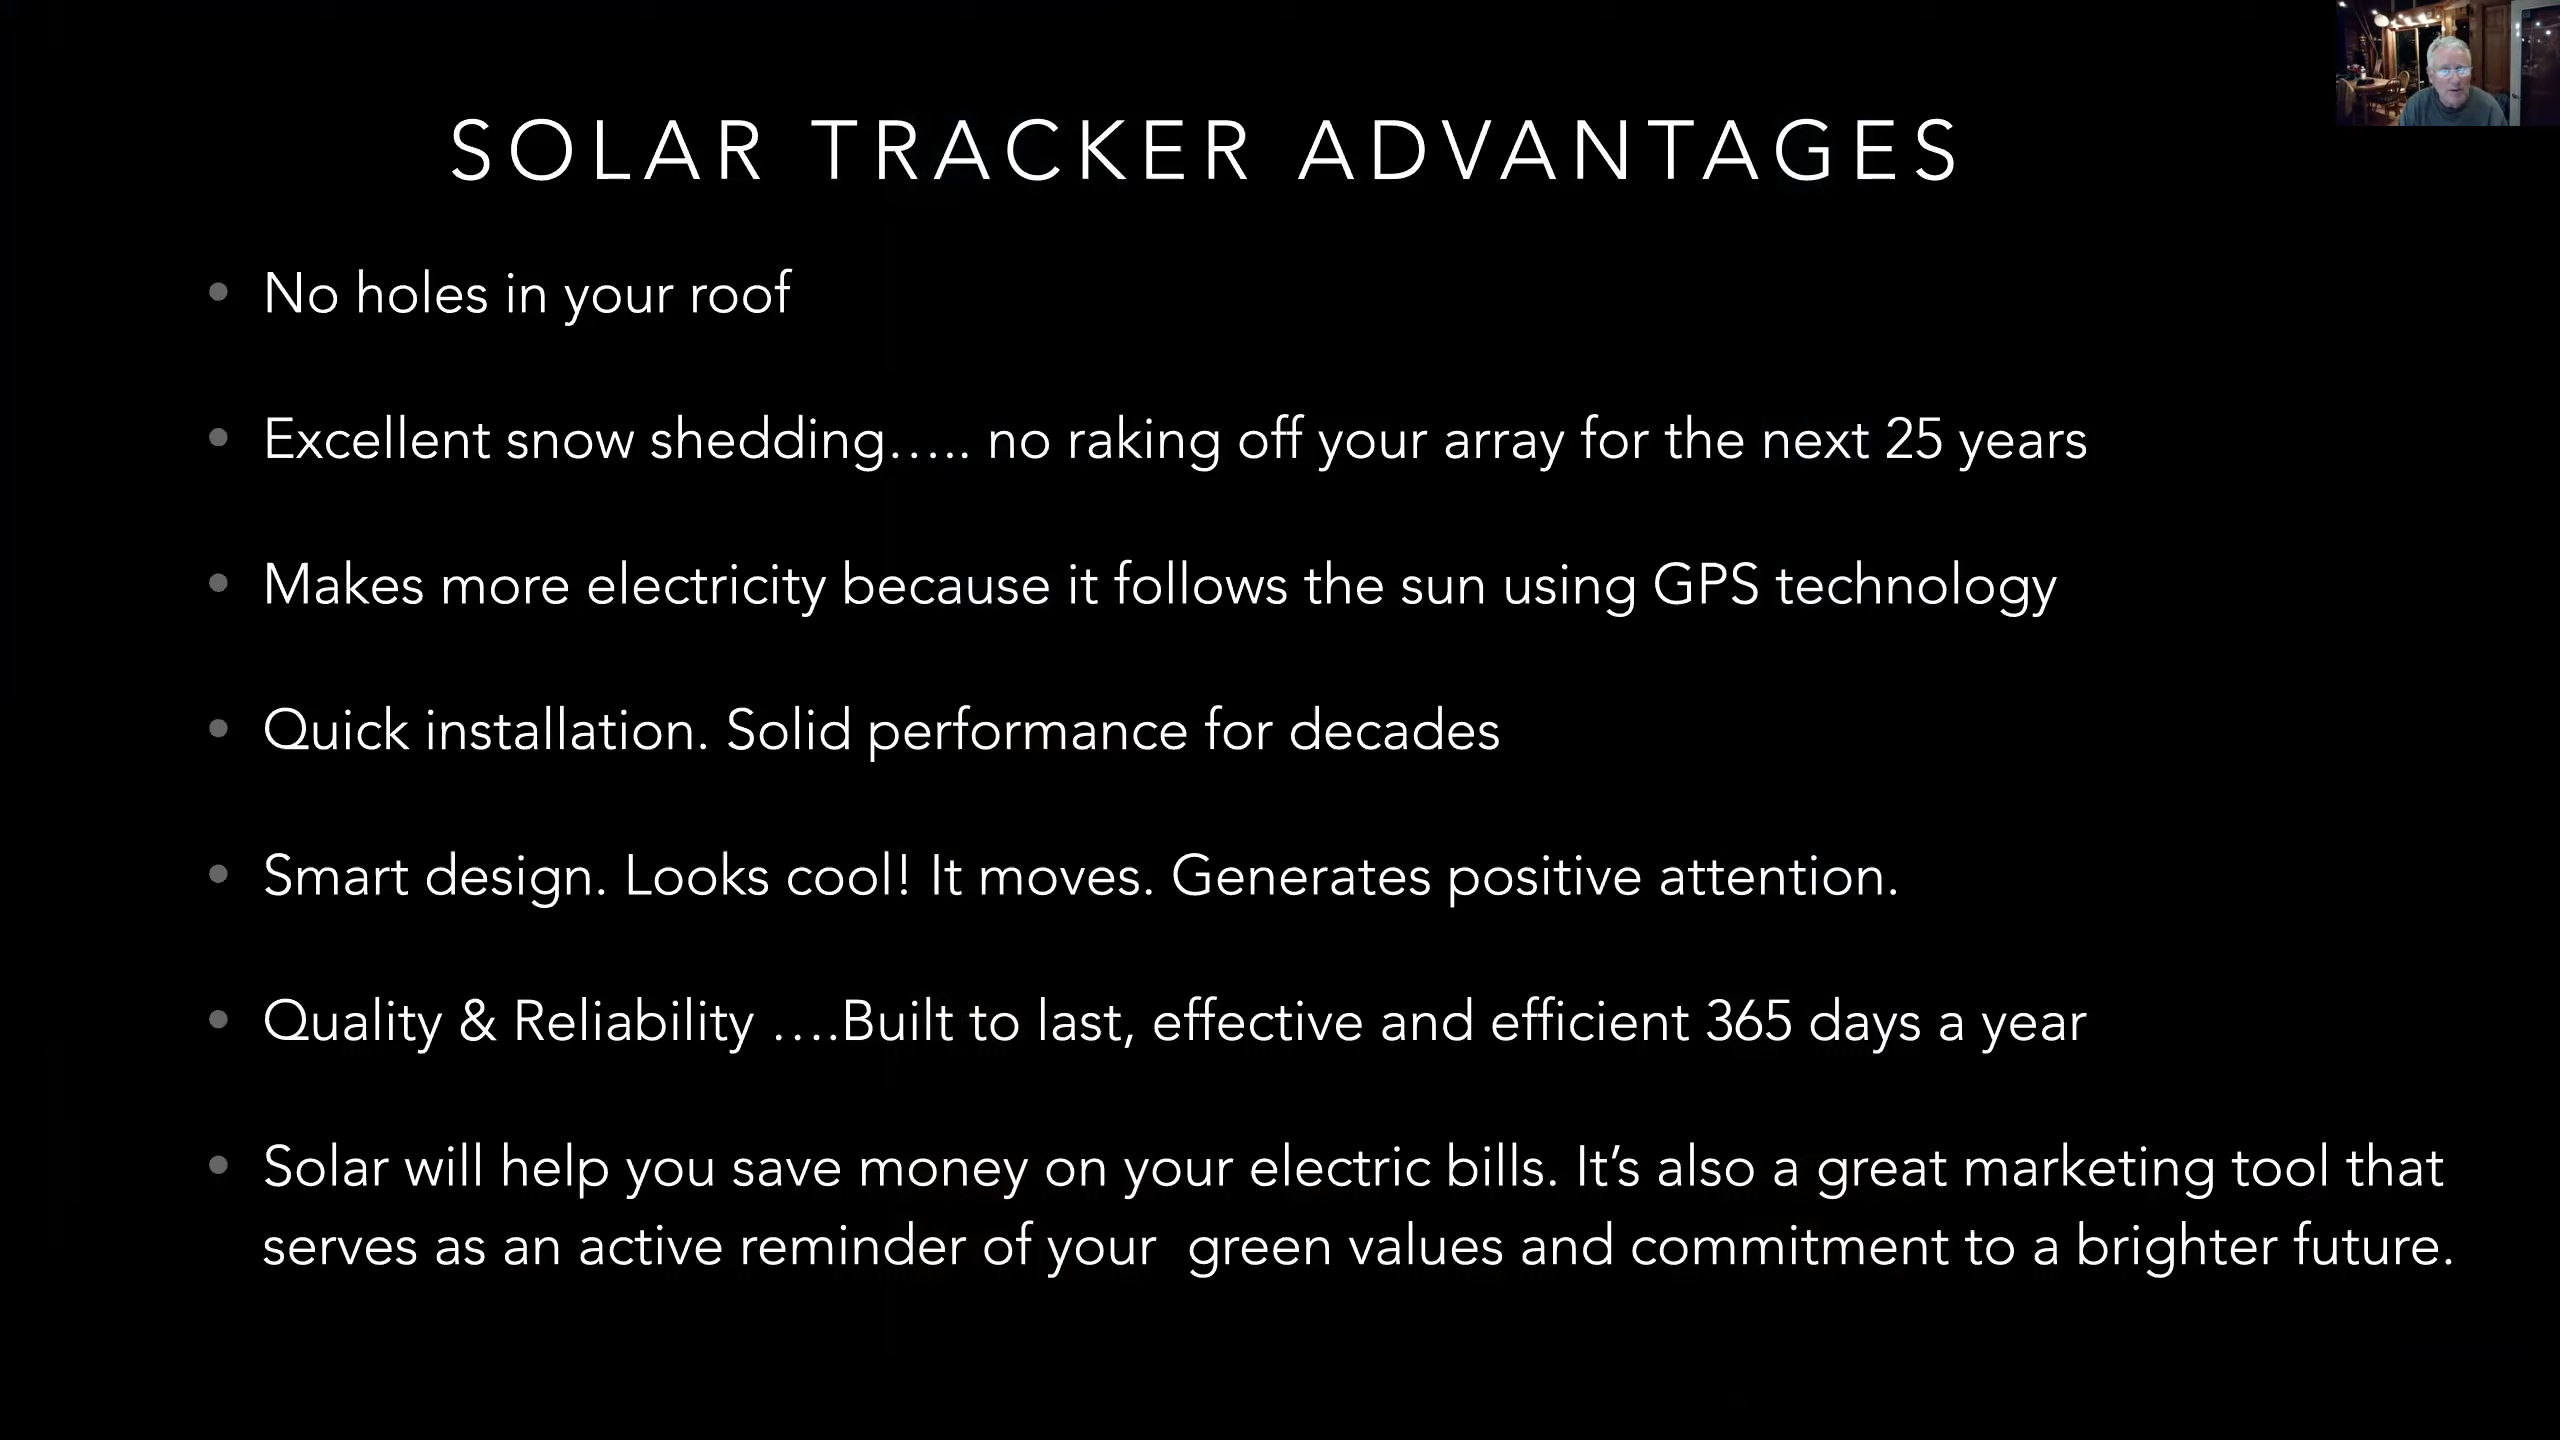 SOLAR TRACKER ADVANTAGES
• No holes in your roof
• Excellent snow shedding….. no raking off your array for the next 25 years
• Makes more electricity because it follows the sun using GPS technology
• Quick installation. Solid performance for decades
• Smart design. Looks cool! It moves. Generates positive attention.
• Quality & Reliability ….Built to last, effective and efficient 365 days a year
• Solar will help you save money on your electric bills. It’s also a great marketing tool that
serves as an active reminder of your  green values and commitment to a brighter future.